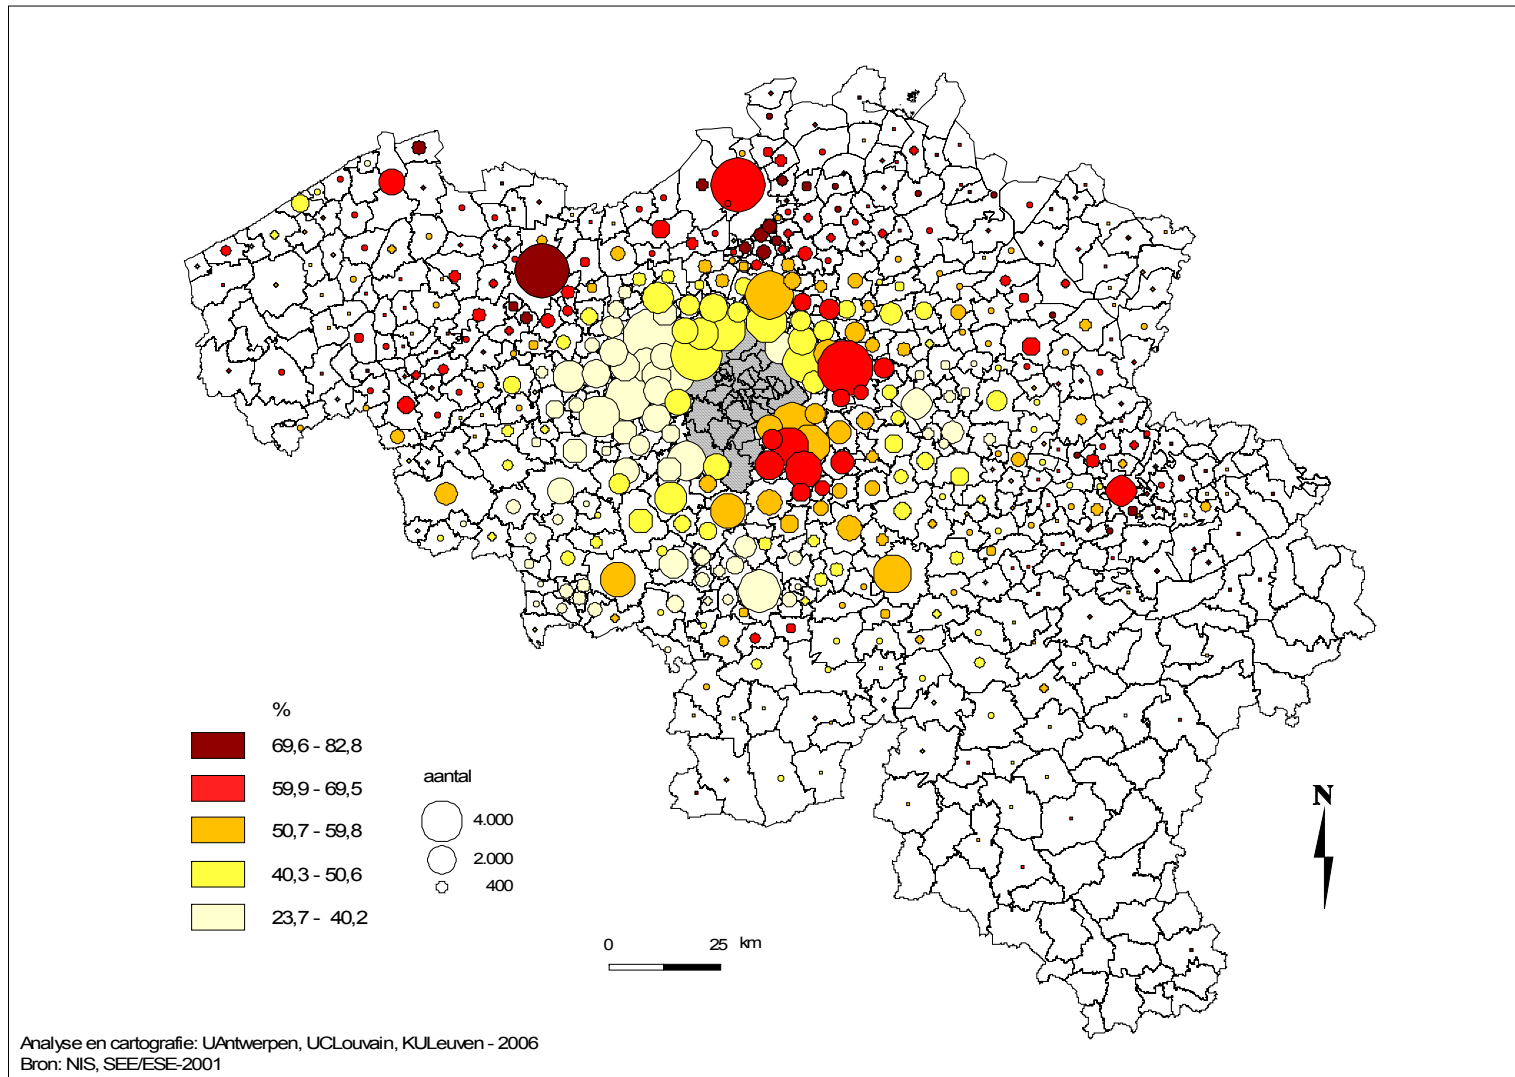 %
69,6 - 82,8
59,9 - 69,5
50,7 - 59,8
40,3 - 50,6
23,7 - 40,2
aantal
4.000
2.000
400
0 25 km
N
Analyse en cartografie: UAntwerpen, UCLouvain, KULeuven - 2006
Bron: NIS, SEE/ESE-2001